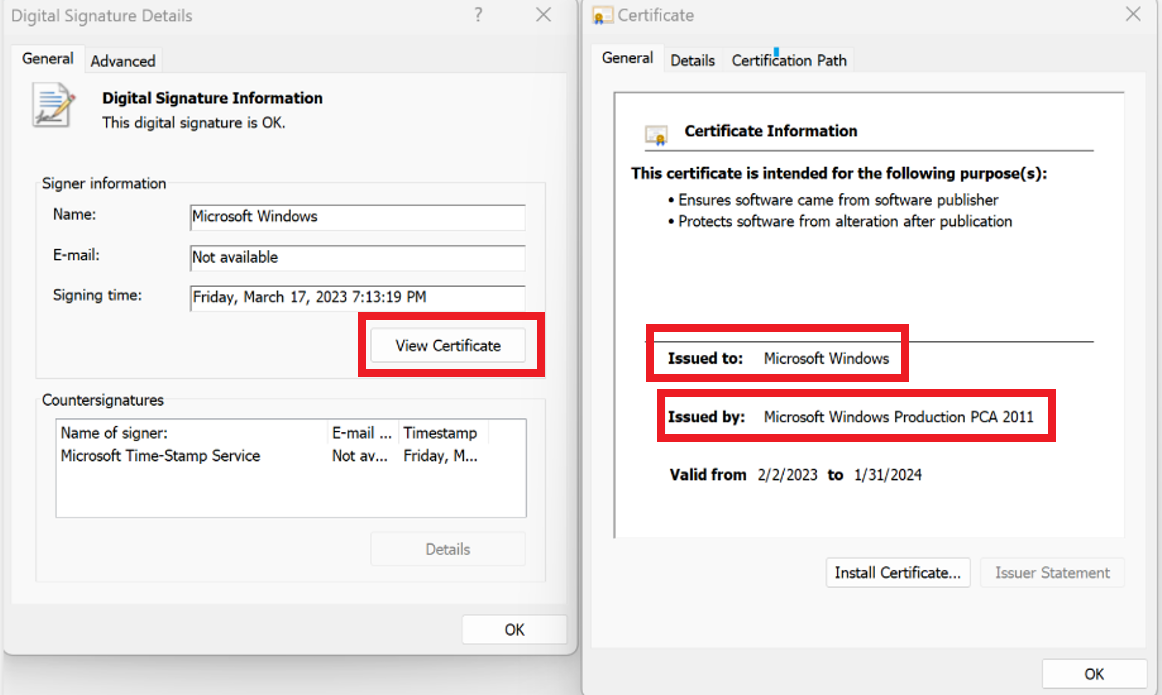 Digital Signature Details
?
General
Advanced
Digital Signature Information
This digital signature is OK.
Signer information
Name:
Microsoft Windows
E-mail:
Not available
Signing time:
Friday, March 17, 2023 7:13:19 PM
View Certificate
Countersignatures
Name of signer: E-mail ... Timestamp
Microsoft Time-Stamp Service Not av... Friday, M...
Details
OK
Certificate
General
Details
Certification Path
Certificate Information
This certificate is intended for the following purpose(s):
• Ensures software came from software publisher
• Protects software from alteration after publication
Issued to: Microsoft Windows
Issued by: Microsoft Windows Production PCA 2011
Valid from 2/2/2023 to 1/31/2024
Install Certificate...
Issuer Statement
OK